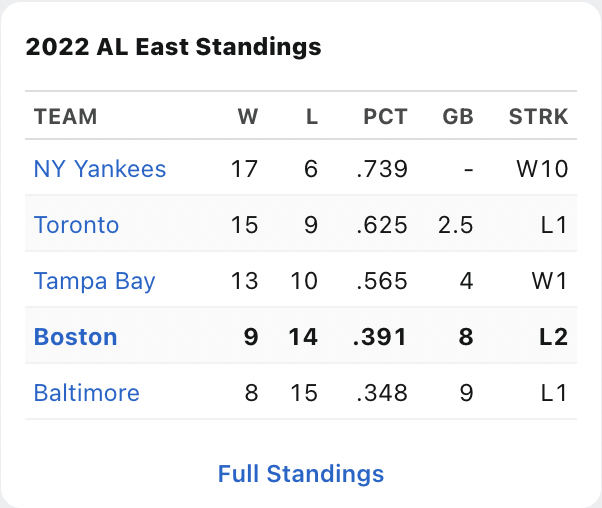 2022 AL East Standings
TEAM W L PCT GB STRK
NY Yankees 17 6 .739 - W10
Toronto 15 9 .625 2.5 L1
Tampa Bay 13 10 .565 4 W1
Boston 9 14 .391 8 L2
Baltimore 8 15 .348 9 L1
Full Standings